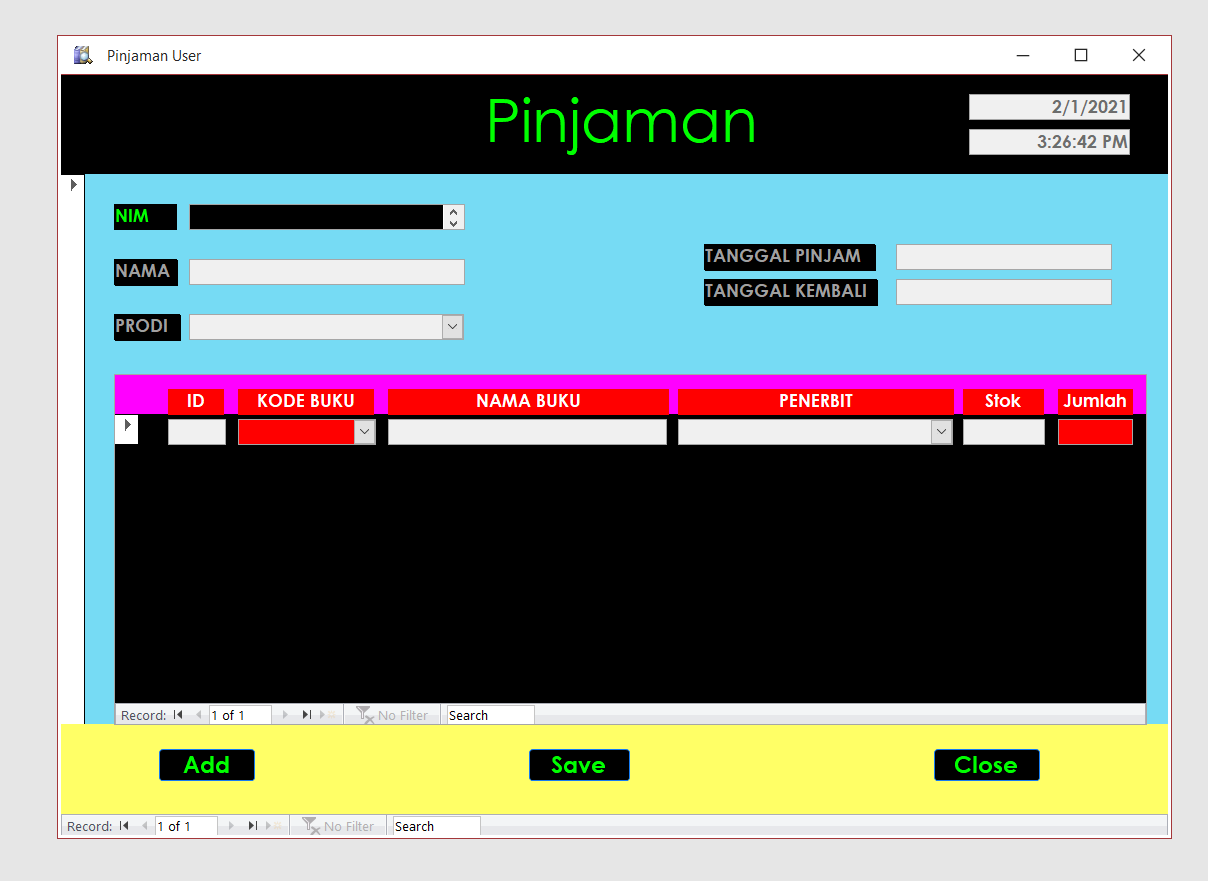 Pinjaman User
Pinjaman
2/1/2021
3:26:42 PM
NIM
NAMA
PRODI
TANGGAL PINJAM
TANGGAL KEMBALI
ID KODE BUKU NAMA BUKU PENERBIT Stok Jumlah
Record: 1 of 1 No Filter Search
Add Save Close
Record: 1 of 1 No Filter Search